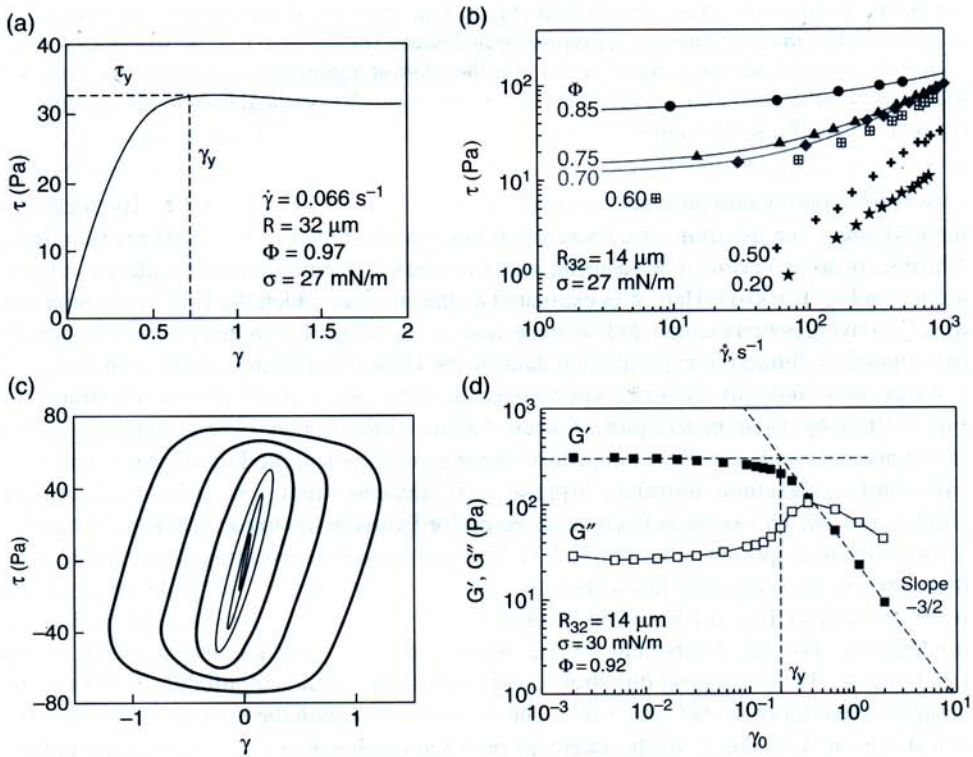 (a)
40
30
20
10
0
τ (Pa)
τy
γy
γ̇ = 0.066 s⁻¹
R = 32 μm
Φ = 0.97
σ = 27 mN/m
0
0.5
1
1.5
2
γ
(b)
10²
10¹
10⁰
τ (Pa)
Φ
0.85
0.75
0.70
0.60
0.50
0.20
R₃₂ = 14 μm
σ = 27 mN/m
10⁰
10¹
10²
10³
γ̇, s⁻¹
(c)
80
40
0
−40
−80
τ (Pa)
−1
0
1
γ
(d)
10³
10²
10¹
10⁰
G′, G″ (Pa)
G′
G″
R₃₂ = 14 μm
σ = 30 mN/m
Φ = 0.92
γy
Slope
−3/2
10⁻³
10⁻²
10⁻¹
10⁰
10¹
γ₀